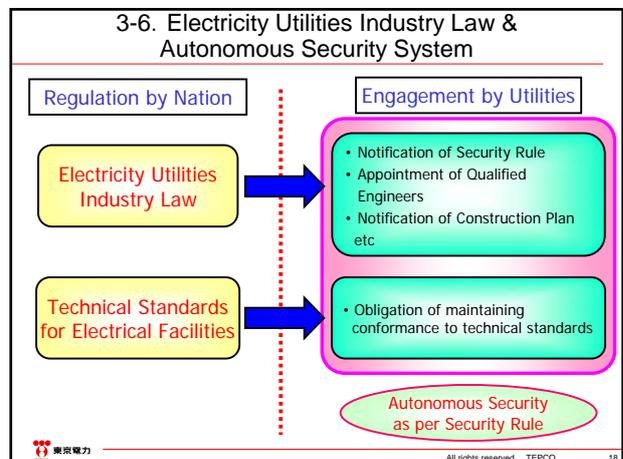 3-6. Electricity Utilities Industry Law &
Autonomous Security System
Regulation by Nation
Engagement by Utilities
Electricity Utilities
Industry Law
• Notification of Security Rule
• Appointment of Qualified
Engineers
• Notification of Construction Plan
etc
Technical Standards
for Electrical Facilities
• Obligation of maintaining
conformance to technical standards
Autonomous Security
as per Security Rule
東京電力
All rights reserved TEPCO 18